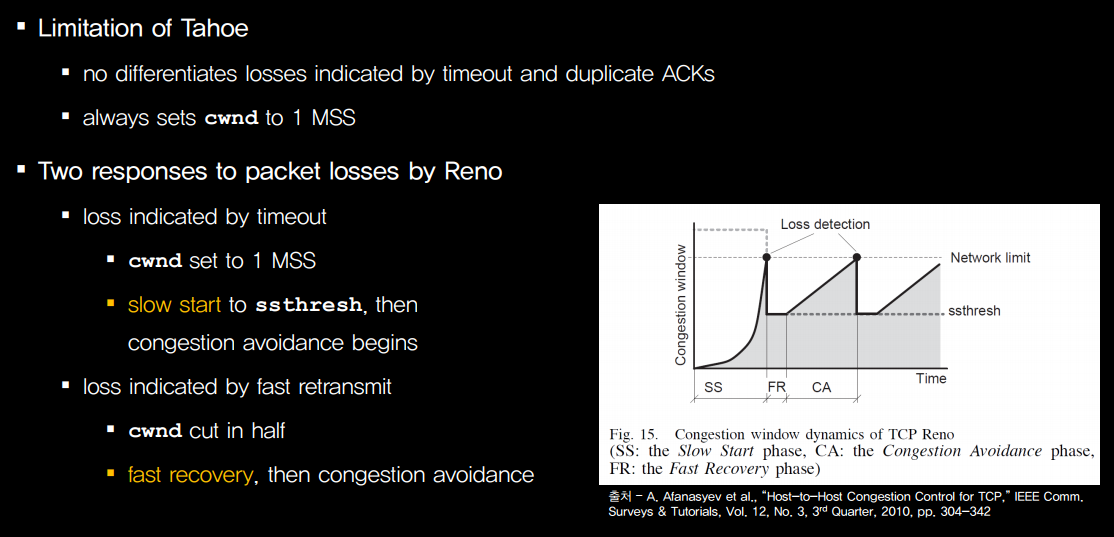 ▪ Limitation of Tahoe
▪ no differentiates losses indicated by timeout and duplicate ACKs
▪ always sets cwnd to 1 MSS
▪ Two responses to packet losses by Reno
▪ loss indicated by timeout
▪ cwnd set to 1 MSS
▪ slow start to ssthresh, then
congestion avoidance begins
▪ loss indicated by fast retransmit
▪ cwnd cut in half
▪ fast recovery, then congestion avoidance
Loss detection
Network limit
Congestion window
ssthresh
Time
SS
FR
CA
Fig. 15. Congestion window dynamics of TCP Reno
(SS: the Slow Start phase, CA: the Congestion Avoidance phase,
FR: the Fast Recovery phase)
출처 – A. Afanasyev et al., “Host-to-Host Congestion Control for TCP,” IEEE Comm.
Surveys & Tutorials, Vol. 12, No. 3, 3rd Quarter, 2010, pp. 304–342